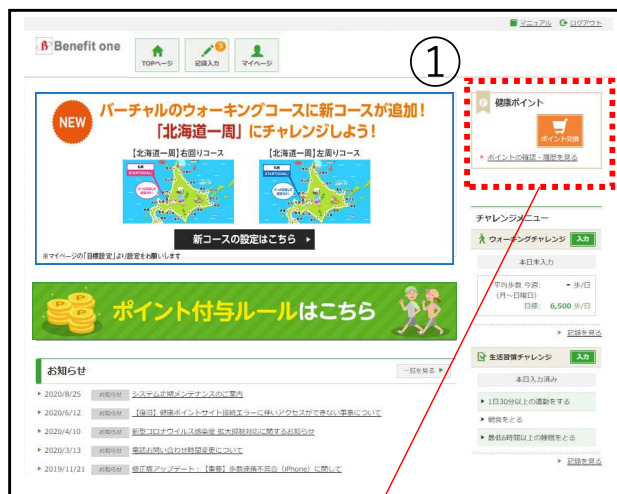 マニュアル ログアウト
Benefit one
TOPページ 記録入力 3 マイページ
①
健康ポイント
ポイント交換
ポイントの確認・履歴を見る
NEW
バーチャルのウォーキングコースに新コースが追加!
「北海道一周」にチャレンジしよう!
【北海道一周】右回りコース 【北海道一周】左周りコース
新コースの設定はこちら
※マイページの「目標設定」より設定をお願いします
ポイント付与ルールはこちら
お知らせ 一覧を見る
2020/8/25 お知らせ システム定期メンテナンスのご案内
2020/6/12 お知らせ 【復旧】健康ポイントサイト接続エラーに伴いアクセスができない事象について
2020/4/10 お知らせ 新型コロナウイルス感染症 拡大抑制対応に関するお知らせ
2020/3/13 お知らせ 電話お問い合わせ時間変更について
2019/11/21 お知らせ 修正版アップデート:【重要】歩数連携不具合(iPhone)に関して
チャレンジメニュー
ウォーキングチャレンジ 入力
本日未入力
平均歩数 今週: - 歩/日
(月~日曜日)
目標: 6,500 歩/日
記録を見る
生活習慣チャレンジ 入力
本日入力済み
1日30分以上の運動をする
朝食をとる
最低6時間以上の睡眠をとる
記録を見る